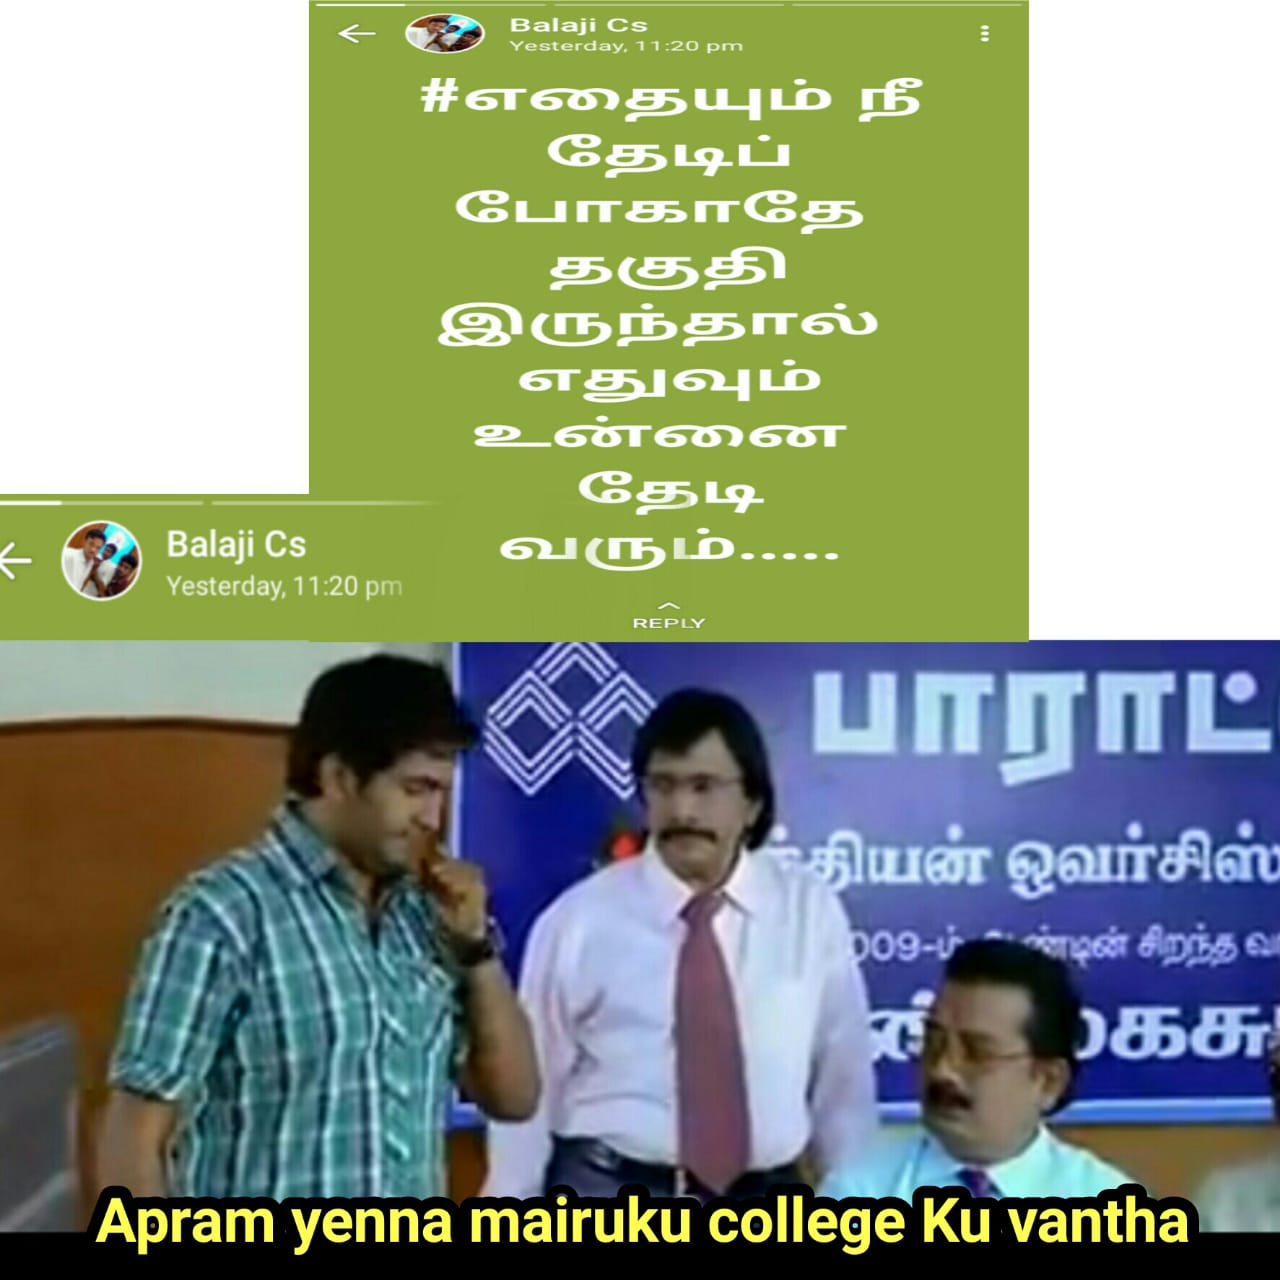 Balaji Cs
Yesterday, 11:20 pm
#எதையும் நீ
தேடிப்
போகாதே
தகுதி
இருந்தால்
எதுவும்
உன்னை
தேடி
வரும்.....
REPLY
Balaji Cs
Yesterday, 11:20 pm
பாராட்
ஓவர்சிஸ்
சிறந்த
Apram yenna mairuku college Ku vantha